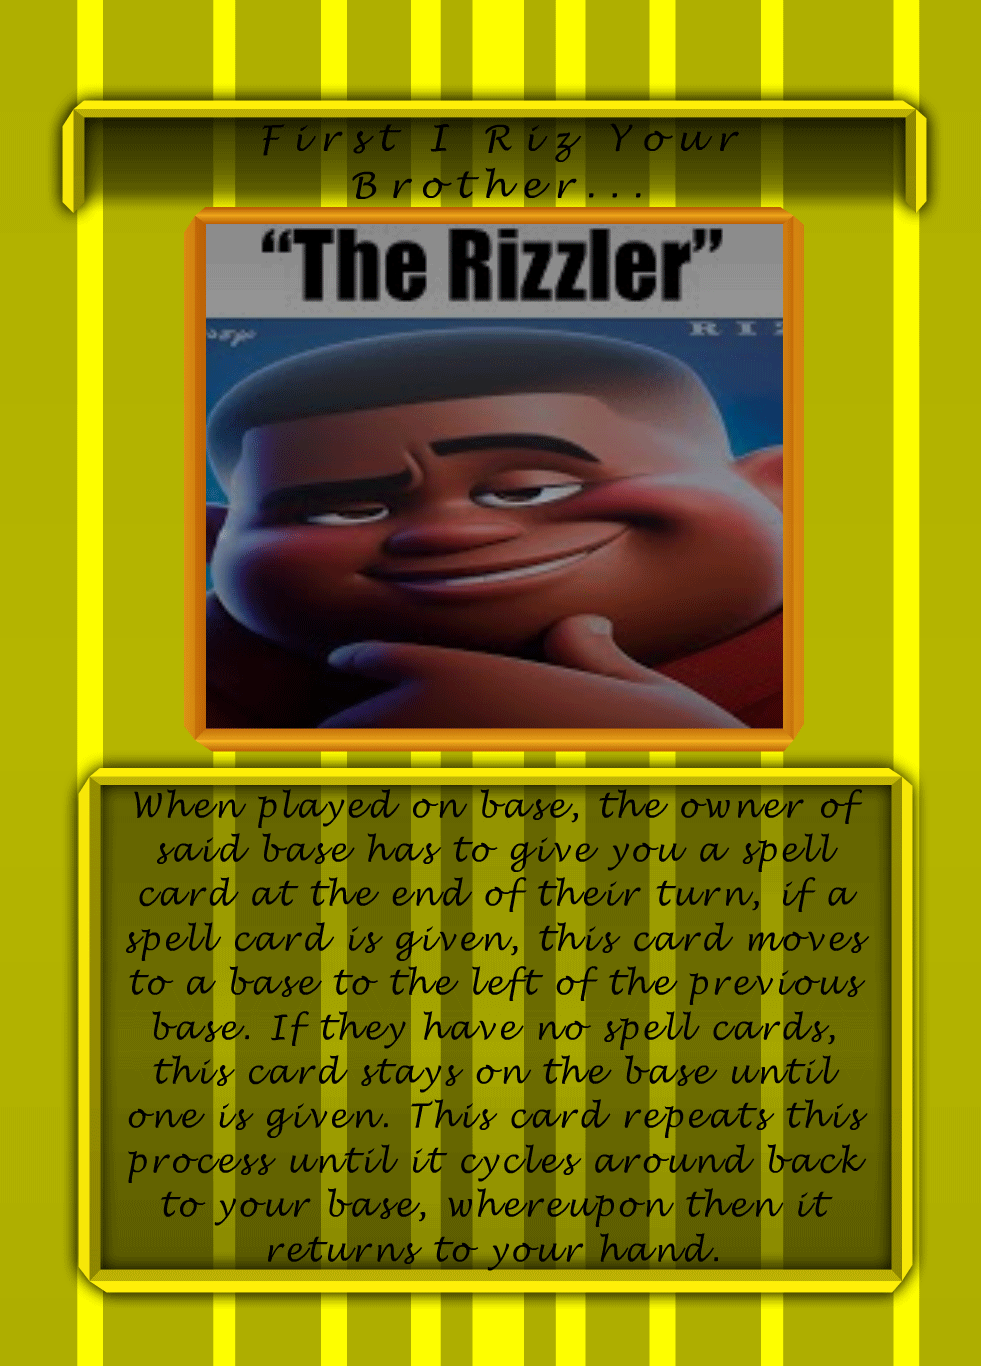 First I Riz Your
Brother...
“The Rizzler”
RIZ
When played on base, the owner of
said base has to give you a spell
card at the end of their turn, if a
spell card is given, this card moves
to a base to the left of the previous
base. If they have no spell cards,
this card stays on the base until
one is given. This card repeats this
process until it cycles around back
to your base, whereupon then it
returns to your hand.